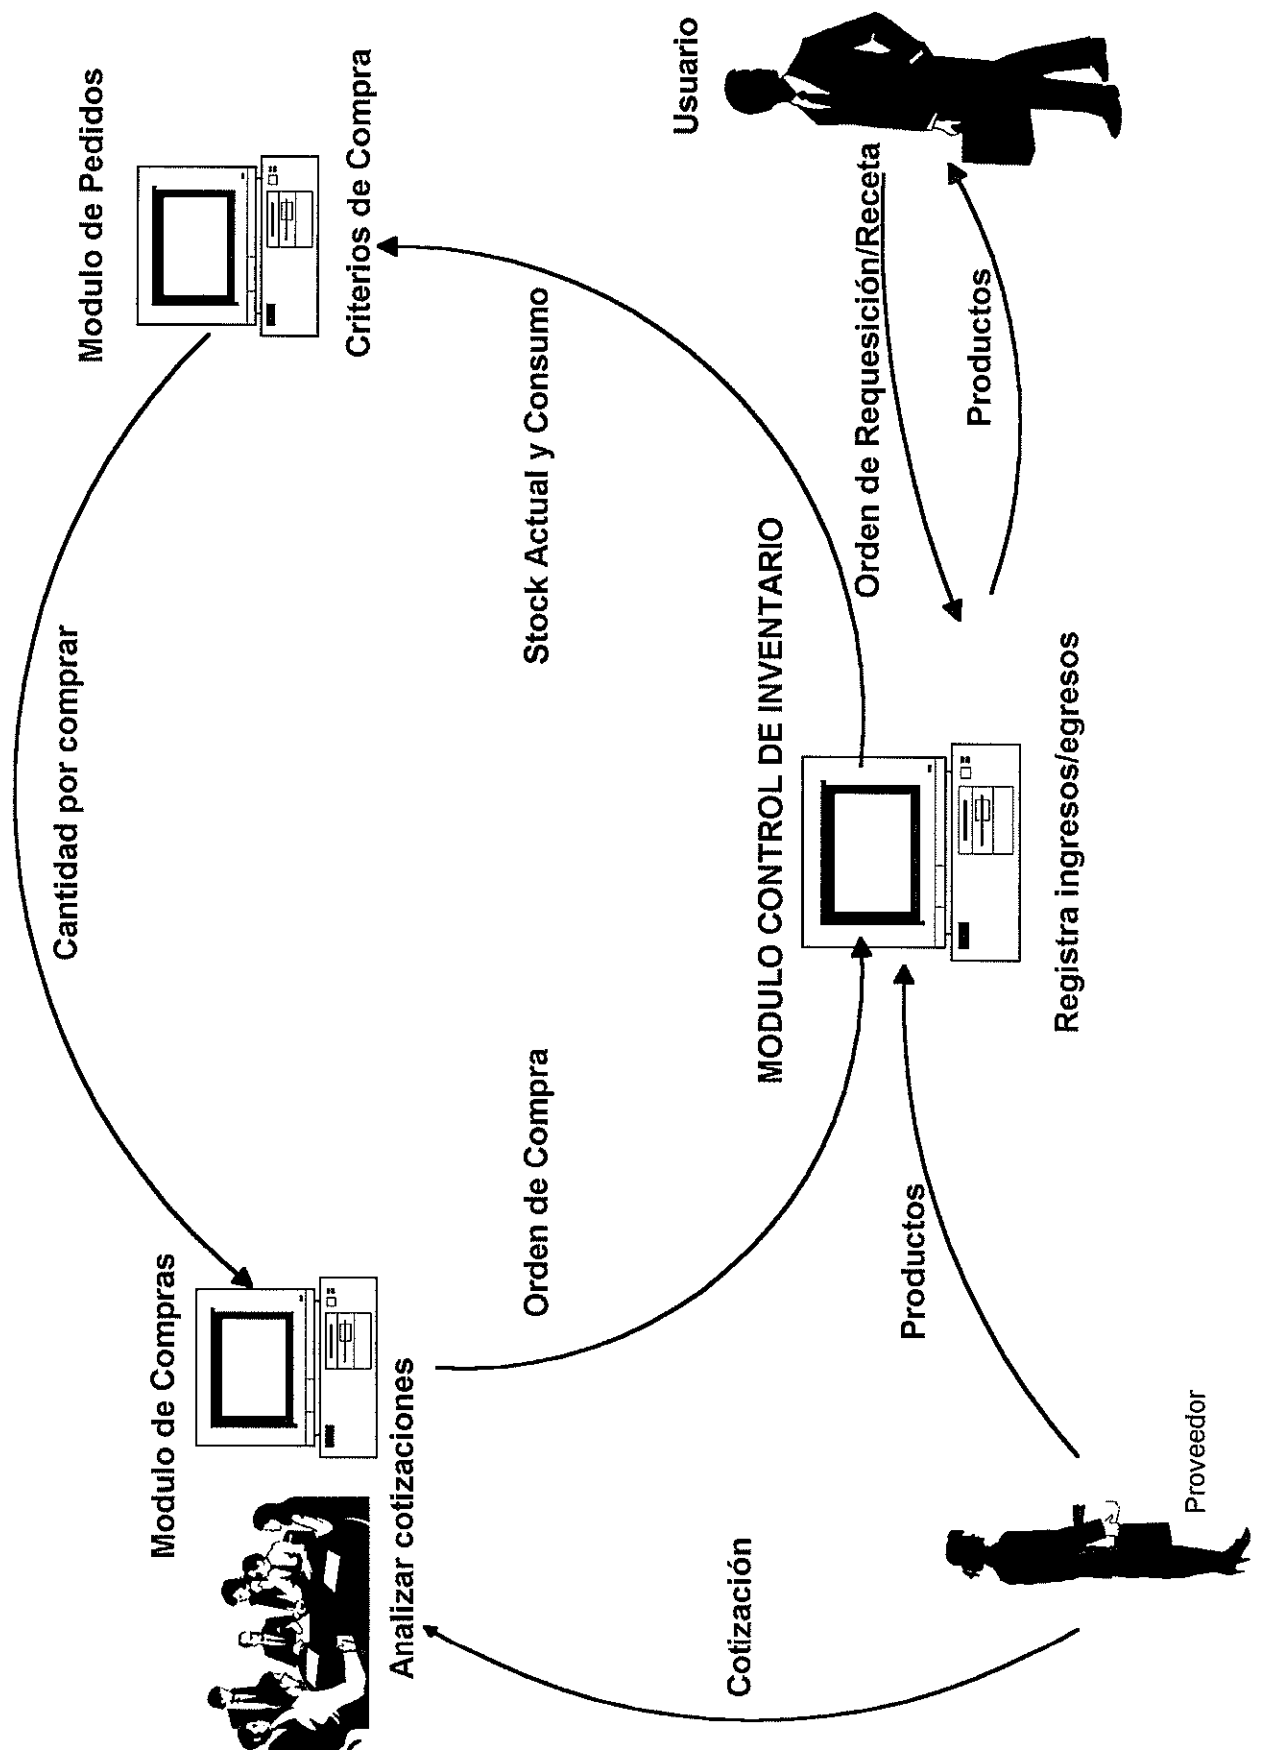 Modulo de Compras
Analizar cotizaciones
Cantidad por comprar
Modulo de Pedidos
Criterios de Compra
Orden de Compra
Stock Actual y Consumo
MODULO CONTROL DE INVENTARIO
Registra ingresos/egresos
Cotización
Productos
Proveedor
Orden de Requesición/Receta
Productos
Usuario